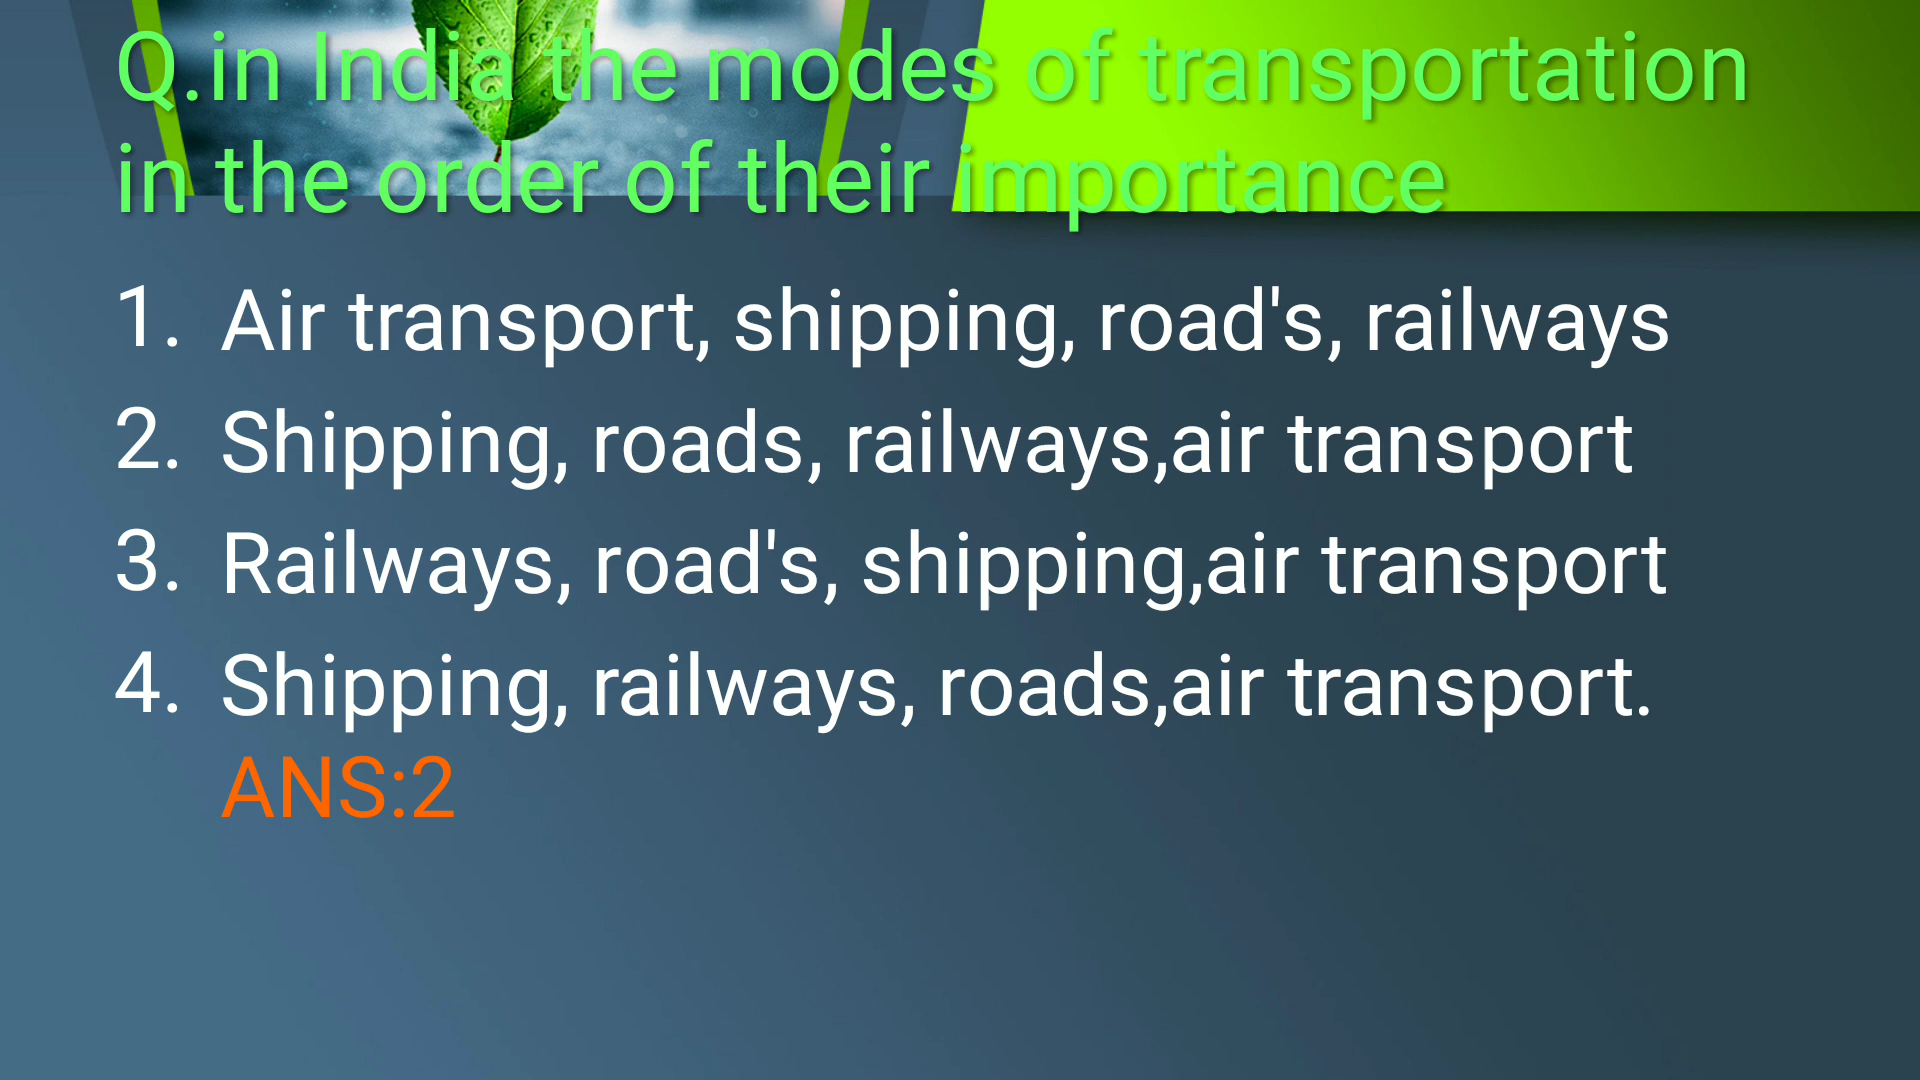 Q.in India the modes of transportation
in the order of their importance
1. Air transport, shipping, road's, railways
2. Shipping, roads, railways,air transport
3. Railways, road's, shipping,air transport
4. Shipping, railways, roads,air transport.
ANS:2